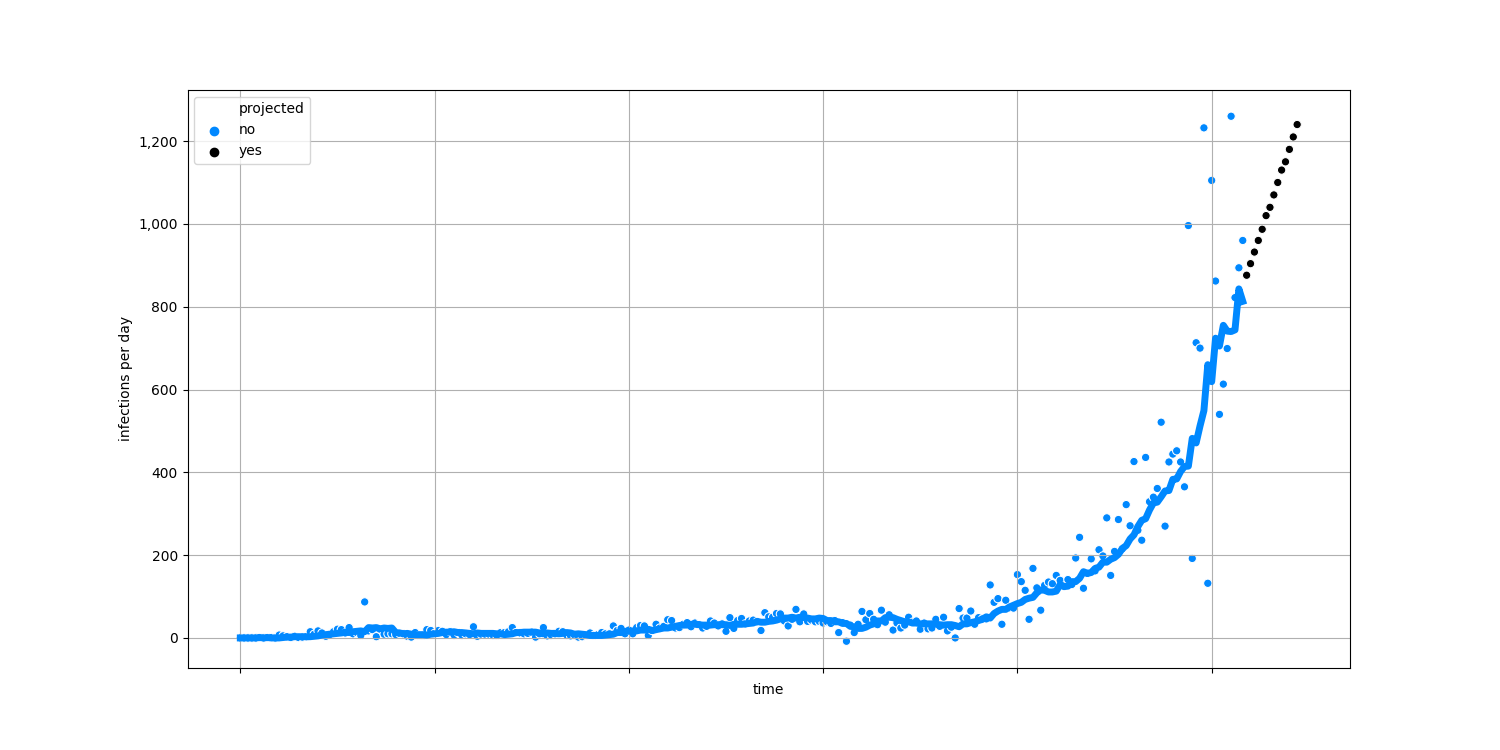 projected
no
yes
1,200
1,000
800
600
400
200
0
infections per day
time